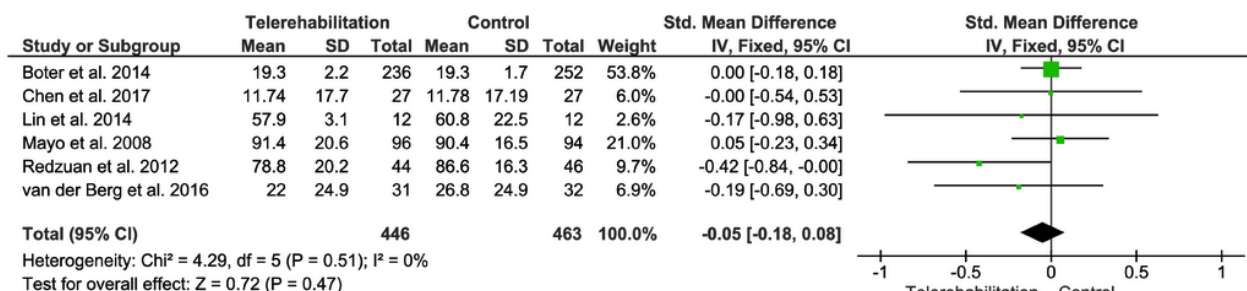 Telerehabilitation Control Std. Mean Difference Std. Mean Difference
Study or Subgroup Mean SD Total Mean SD Total Weight IV, Fixed, 95% CI IV, Fixed, 95% CI
Boter et al. 2014 19.3 2.2 236 19.3 1.7 252 53.8% 0.00 [-0.18, 0.18]
Chen et al. 2017 11.74 17.7 27 11.78 17.19 27 6.0% -0.00 [-0.54, 0.53]
Lin et al. 2014 57.9 3.1 12 60.8 22.5 12 2.6% -0.17 [-0.98, 0.63]
Mayo et al. 2008 91.4 20.6 96 90.4 16.5 94 21.0% 0.05 [-0.23, 0.34]
Redzuan et al. 2012 78.8 20.2 44 86.6 16.3 46 9.7% -0.42 [-0.84, -0.00]
van der Berg et al. 2016 22 24.9 31 26.8 24.9 32 6.9% -0.19 [-0.69, 0.30]
Total (95% CI) 446 463 100.0% -0.05 [-0.18, 0.08]
Heterogeneity: Chi² = 4.29, df = 5 (P = 0.51); I² = 0%
Test for overall effect: Z = 0.72 (P = 0.47)
-1 -0.5 0 0.5 1
Telerehabilitation Control